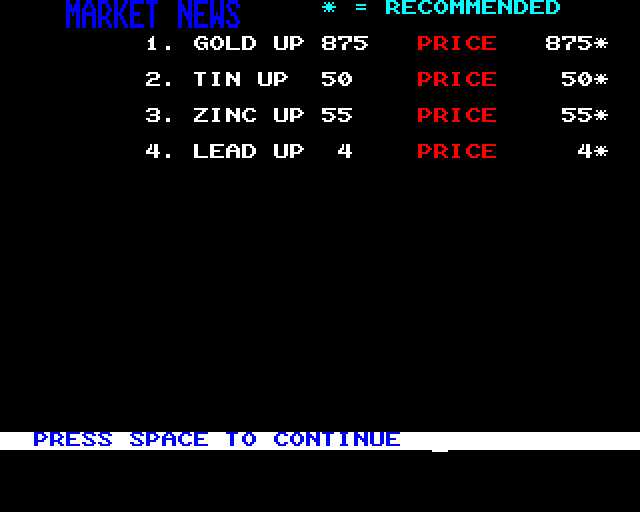 MARKET NEWS * = RECOMMENDED
1. GOLD UP 875 PRICE 875*
2. TIN UP 50 PRICE 50*
3. ZINC UP 55 PRICE 55*
4. LEAD UP 4 PRICE 4*
PRESS SPACE TO CONTINUE _